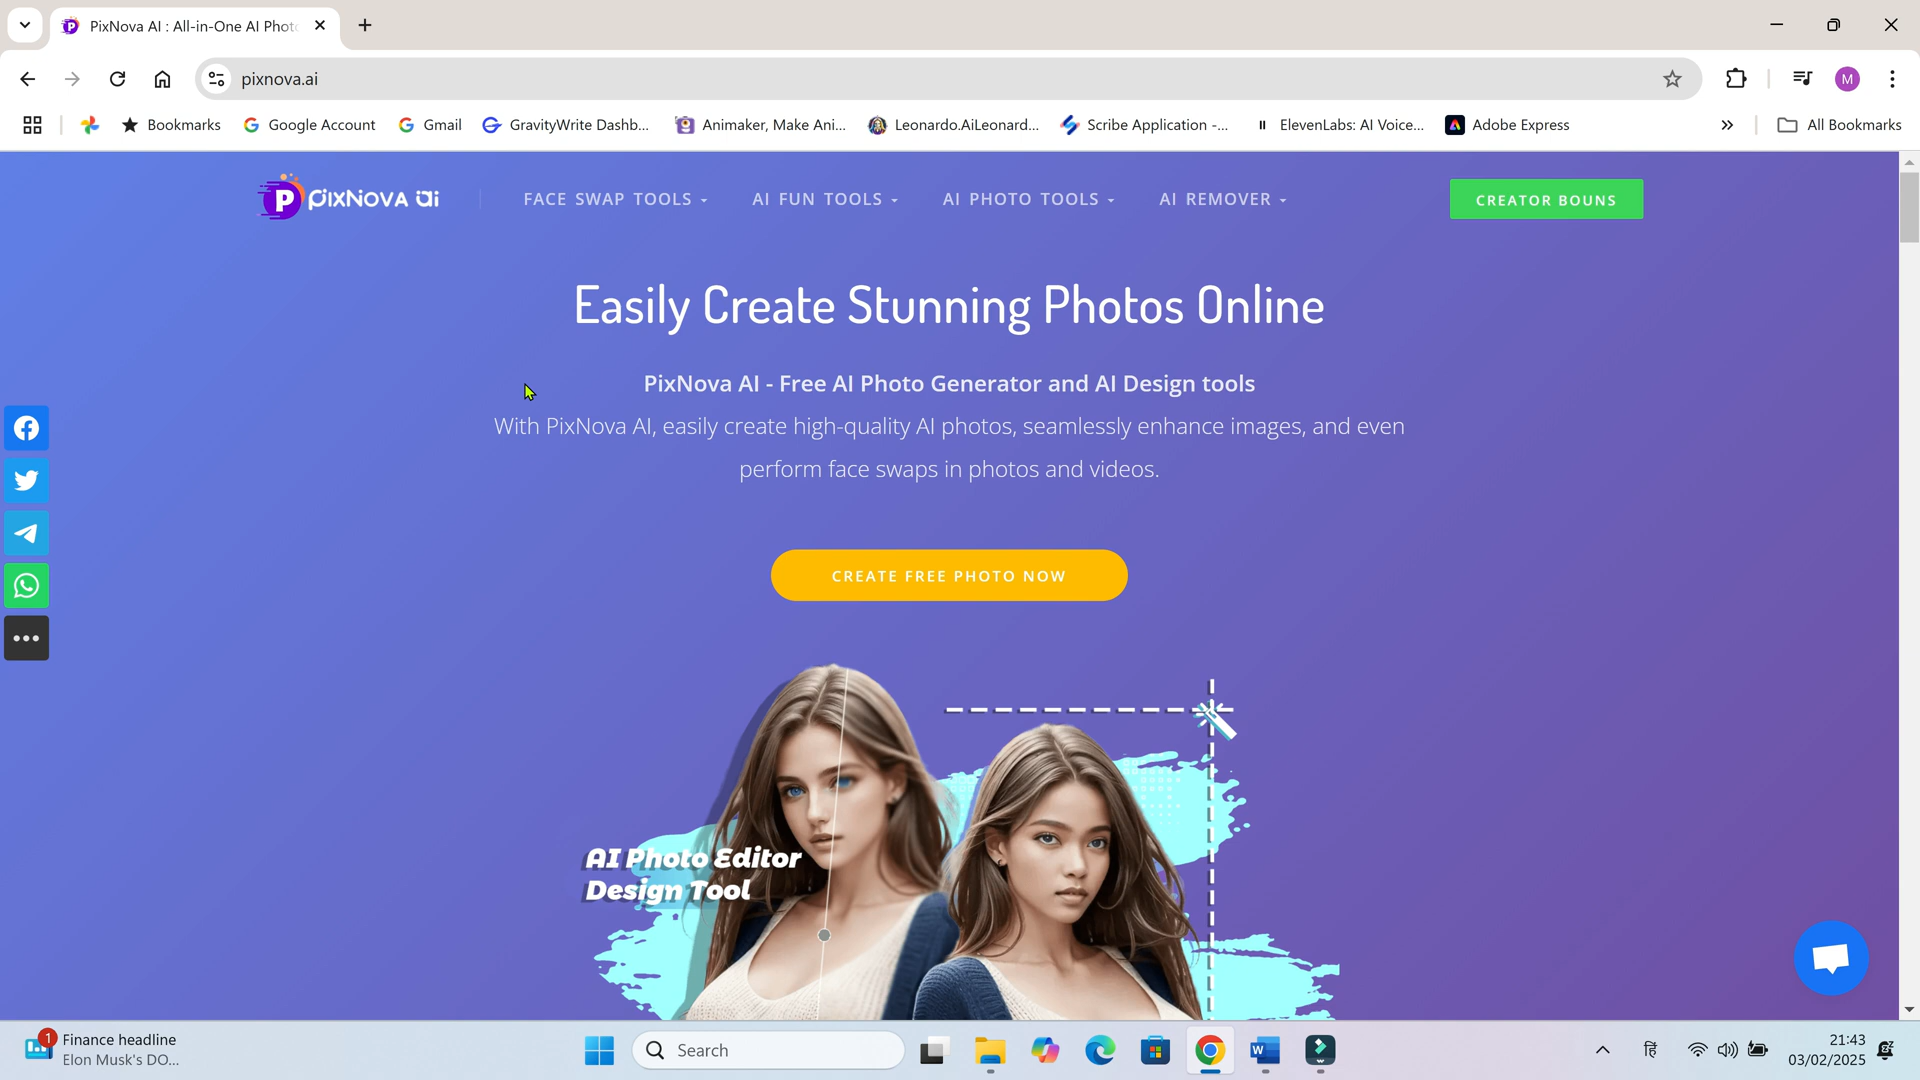 PixNova AI : All-in-One AI Phot
pixnova.ai
M
Bookmarks
Google Account
Gmail
GravityWrite Dashb...
Animaker, Make Ani...
Leonardo.AiLeonard...
Scribe Application -...
ElevenLabs: AI Voice...
Adobe Express
All Bookmarks
PixNova ai
FACE SWAP TOOLS
AI FUN TOOLS
AI PHOTO TOOLS
AI REMOVER
CREATOR BOUNS
Easily Create Stunning Photos Online
PixNova AI - Free AI Photo Generator and AI Design tools
With PixNova AI, easily create high-quality AI photos, seamlessly enhance images, and even
perform face swaps in photos and videos.
CREATE FREE PHOTO NOW
AI Photo Editor
Design Tool
1
Finance headline
Elon Musk's DO...
Search
हिं
21:43
03/02/2025